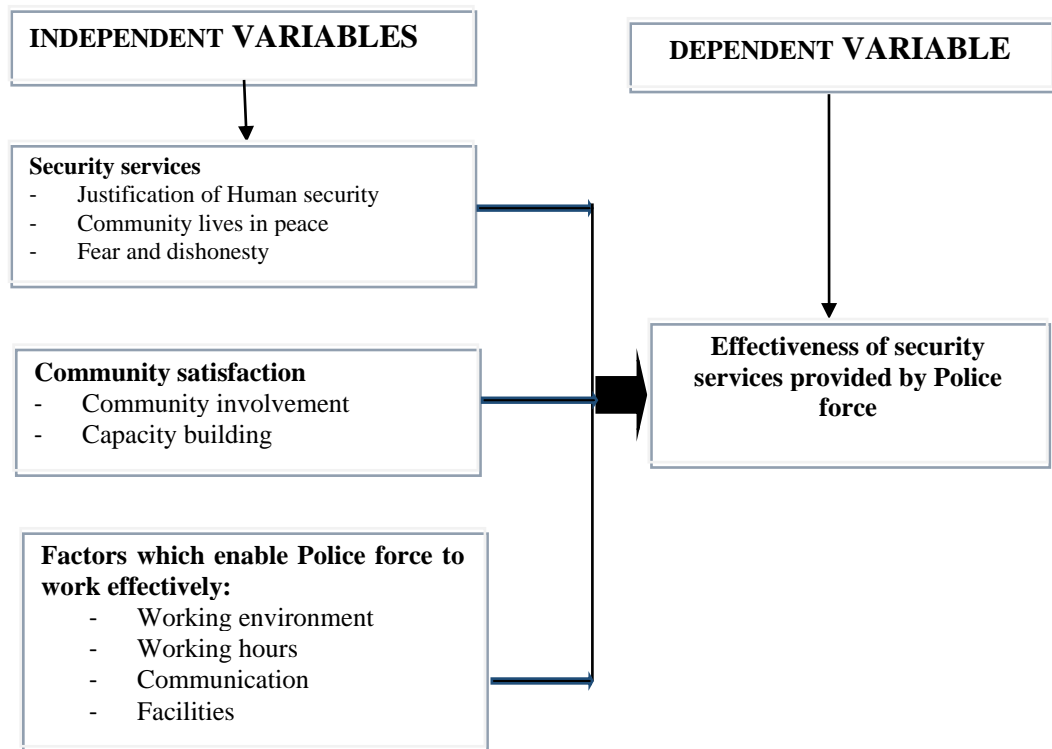 INDEPENDENT VARIABLES
DEPENDENT VARIABLE
Security services
- Justification of Human security
- Community lives in peace
- Fear and dishonesty
Community satisfaction
- Community involvement
- Capacity building
Effectiveness of security
services provided by Police
force
Factors which enable Police force to
work effectively:
- Working environment
- Working hours
- Communication
- Facilities